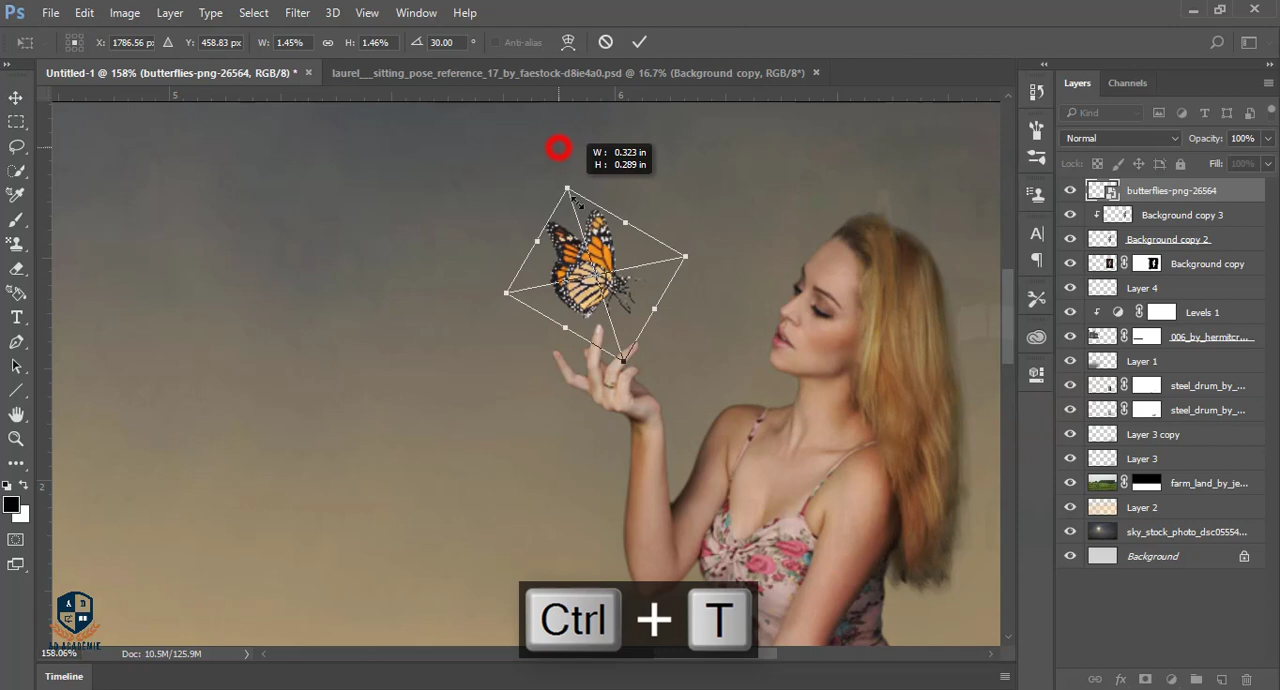 Ps File Edit Image Layer Type Select Filter 3D View Window Help
X: 1786.56 px Y: 458.83 px W: 1.45% H: 1.46% 30.00 ° Anti-alias
Untitled-1 @ 158% (butterflies-png-26564, RGB/8) * × laurel__sitting_pose_reference_17_by_faestock-d8ie4a0.psd @ 16.7% (Background copy, RGB/8*) ×
5 6
2
W: 0.323 in
H: 0.289 in
Ctrl + T
158.06% Doc: 10.5M/125.9M
Timeline
Layers Channels
Kind
Normal Opacity: 100%
Lock: Fill: 100%
butterflies-png-26564
Background copy 3
Background copy 2
Background copy
Layer 4
Levels 1
006_by_hermitcr...
Layer 1
steel_drum_by_...
steel_drum_by_...
Layer 3 copy
Layer 3
farm_land_by_je...
Layer 2
sky_stock_photo_dsc05554...
Background